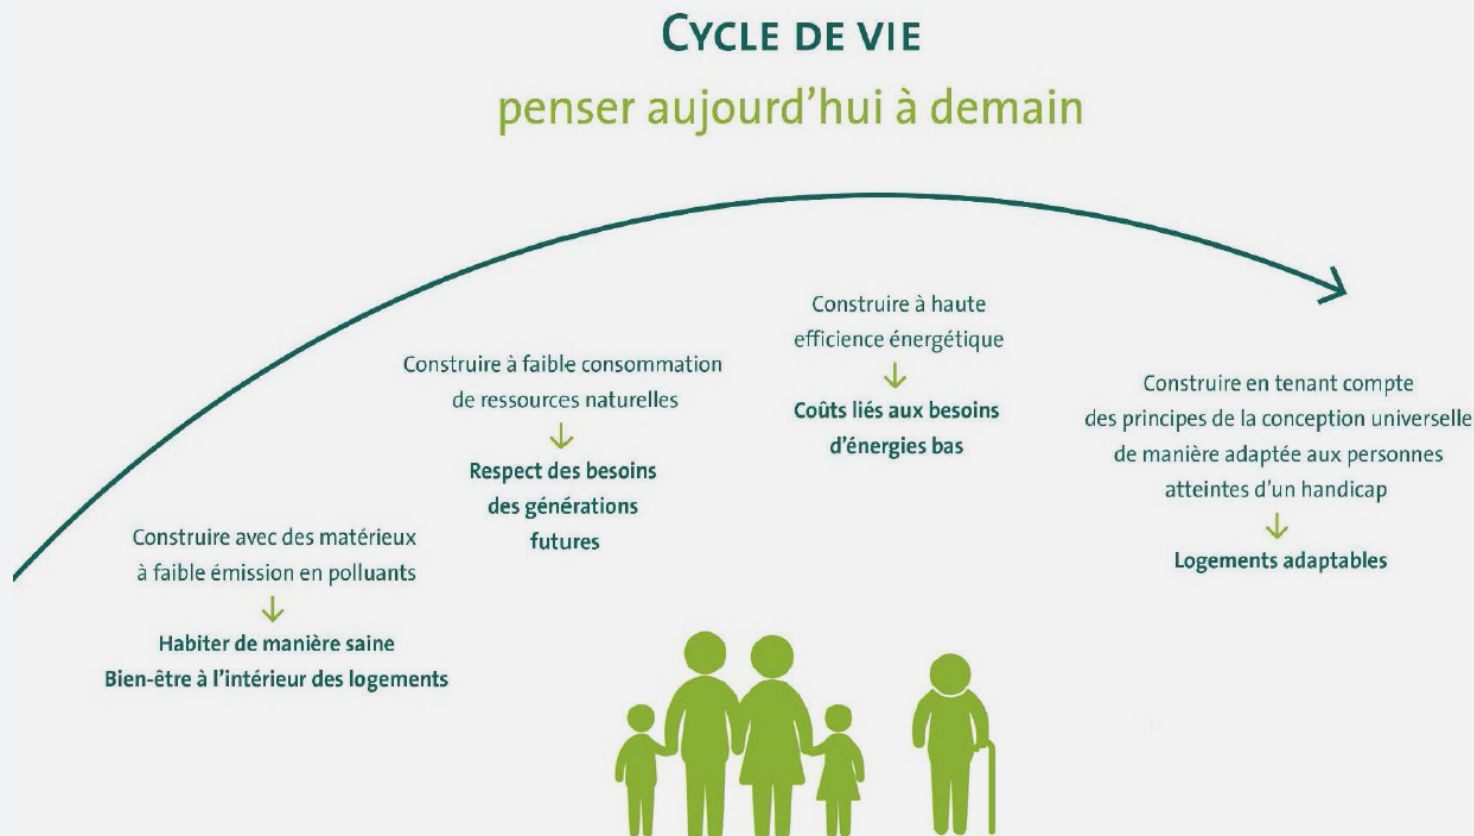 CYCLE DE VIE
penser aujourd'hui à demain
Construire avec des matérieux
à faible émission en polluants
Habiter de manière saine
Bien-être à l'intérieur des logements
Construire à faible consommation
de ressources naturelles
Respect des besoins
des générations
futures
Construire à haute
efficience énergétique
Coûts liés aux besoins
d'énergies bas
Construire en tenant compte
des principes de la conception universelle
de manière adaptée aux personnes
atteintes d'un handicap
Logements adaptables